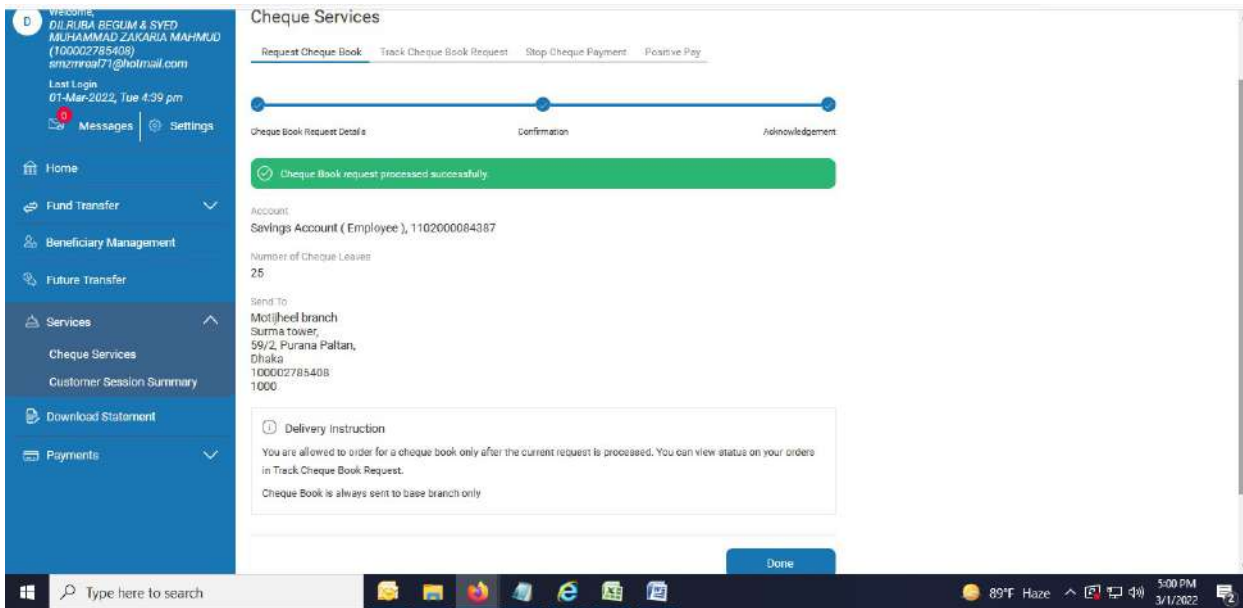 D
Welcome,
DILRUBA BEGUM & SYED
MUHAMMAD ZAKARIA MAHMUD
(100002785408)
smzmreal71@hotmail.com
Last Login
01-Mar-2022, Tue 4:39 pm
0
Messages
Settings
Home
Fund Transfer
Beneficiary Management
Future Transfer
Services
Cheque Services
Customer Session Summary
Download Statement
Payments
Cheque Services
Request Cheque Book Track Cheque Book Request Stop Cheque Payment Positive Pay
Cheque Book Request Details Confirmation Acknowledgement
Cheque Book request processed successfully.
Account
Savings Account ( Employee ), 1102000084387
Number of Cheque Leaves
25
Send To
Motijheel branch
Surma tower,
59/2, Purana Paltan,
Dhaka
100002785408
1000
Delivery Instruction
You are allowed to order for a cheque book only after the current request is processed. You can view status on your orders
in Track Cheque Book Request.
Cheque Book is always sent to base branch only
Done
Type here to search
89°F Haze
5:00 PM
3/1/2022
2